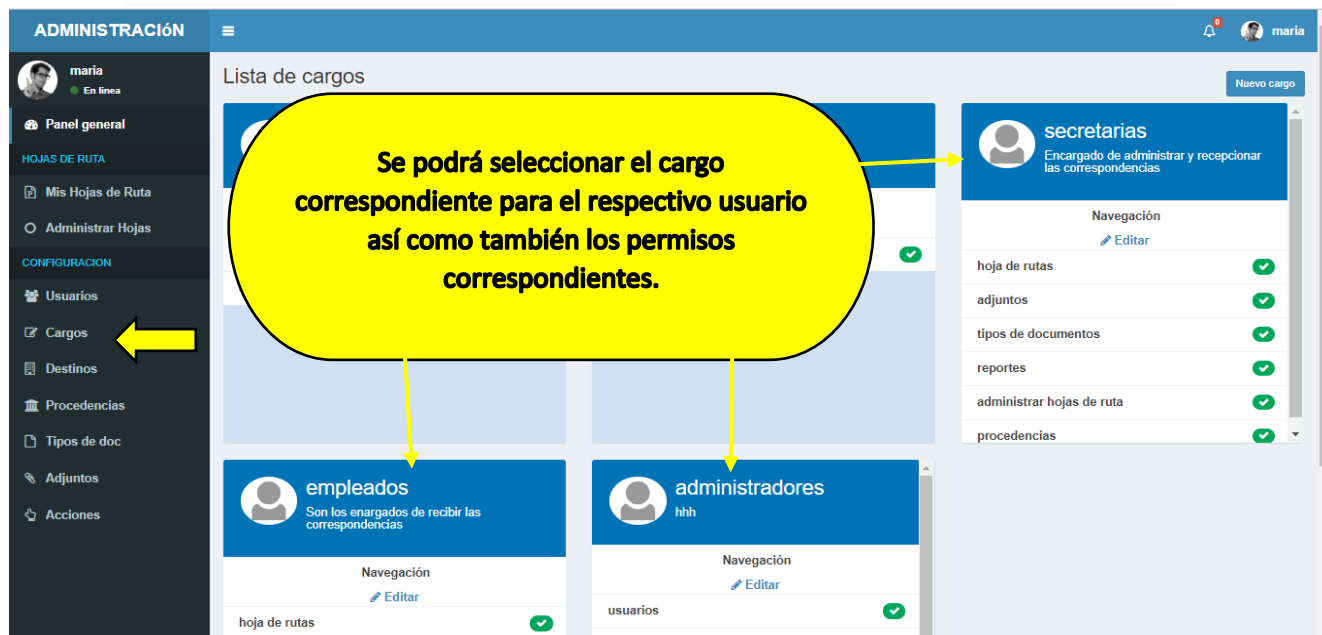 ADMINISTRACIóN
0
maria
maria
En linea
Panel general
HOJAS DE RUTA
Mis Hojas de Ruta
Administrar Hojas
CONFIGURACION
Usuarios
Cargos
Destinos
Procedencias
Tipos de doc
Adjuntos
Acciones
Lista de cargos
Nuevo cargo
Se podrá seleccionar el cargo
correspondiente para el respectivo usuario
así como también los permisos
correspondientes.
secretarias
Encargado de administrar y recepcionar
las correspondencias
Navegación
Editar
hoja de rutas
adjuntos
tipos de documentos
reportes
administrar hojas de ruta
procedencias
empleados
Son los enargados de recibir las
correspondencias
Navegación
Editar
hoja de rutas
administradores
hhh
Navegación
Editar
usuarios